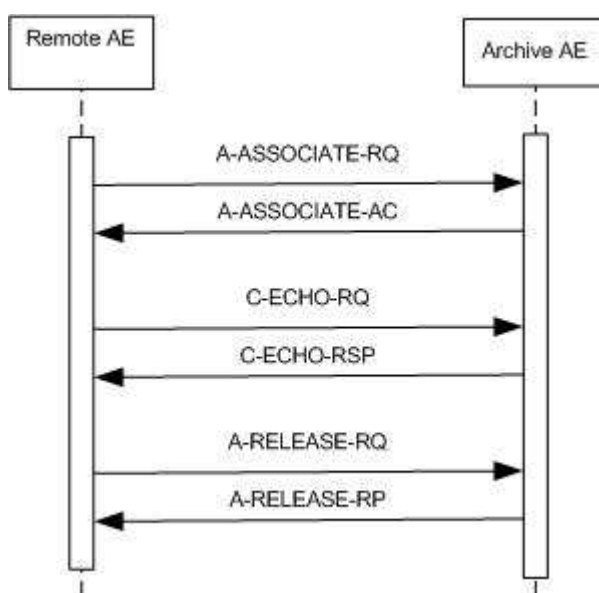 Remote AE
Archive AE
A-ASSOCIATE-RQ
A-ASSOCIATE-AC
C-ECHO-RQ
C-ECHO-RSP
A-RELEASE-RQ
A-RELEASE-RP